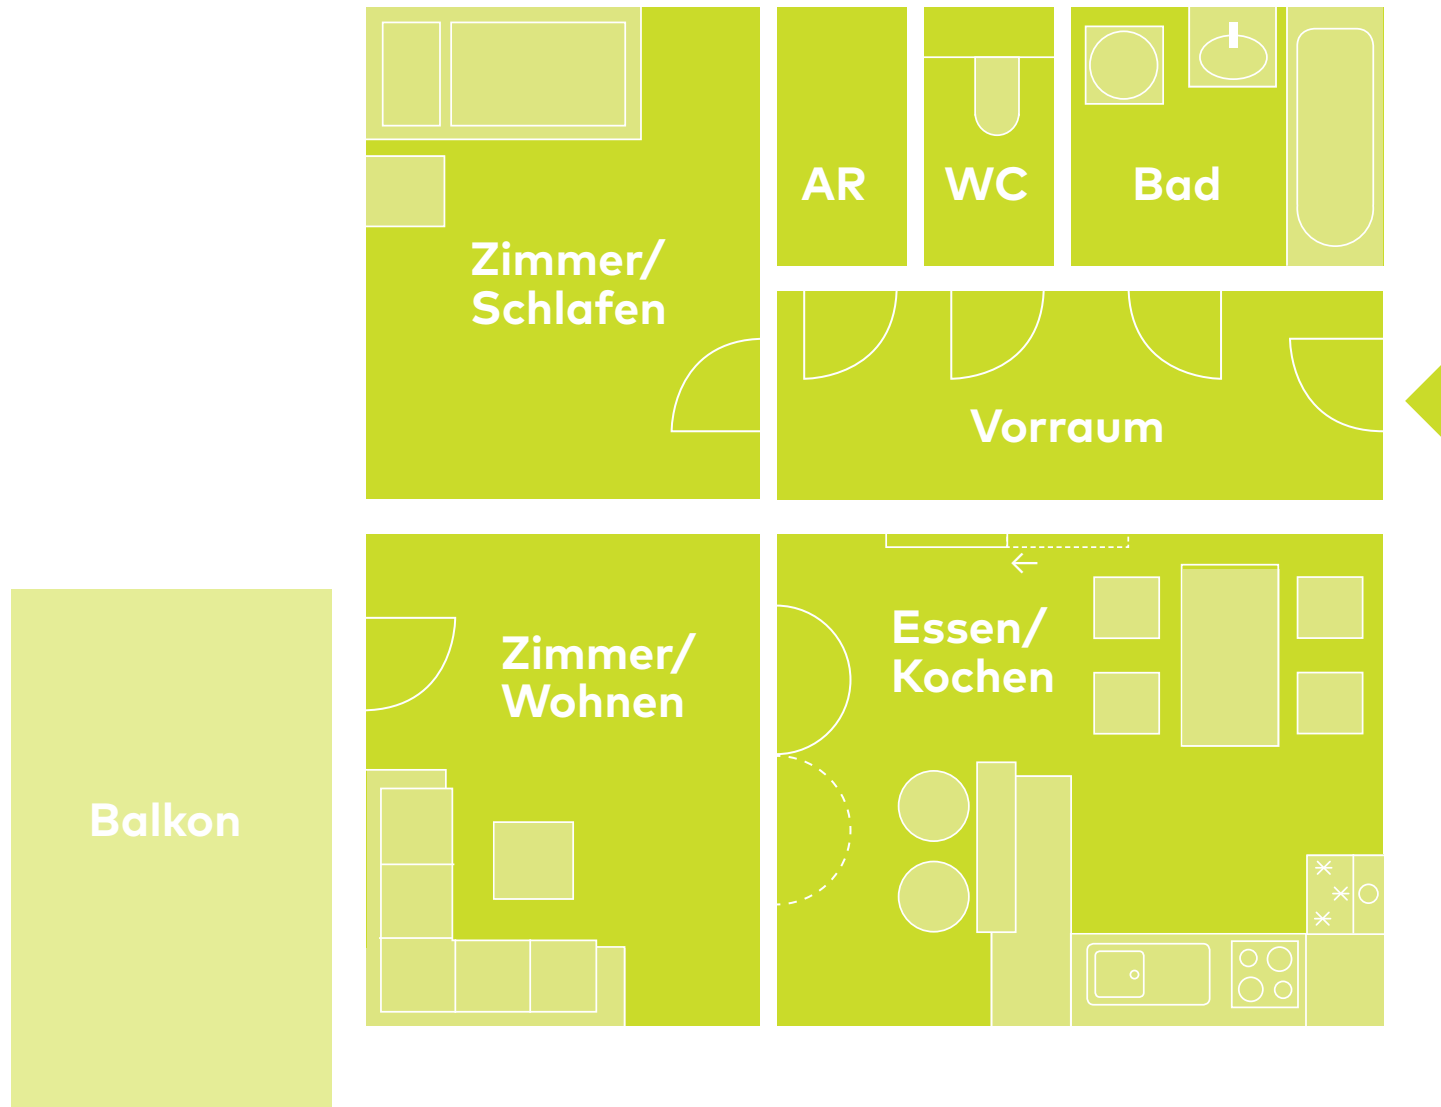 AR
WC
Bad
Zimmer/
Schlafen
Vorraum
Zimmer/
Wohnen
Essen/
Kochen
Balkon